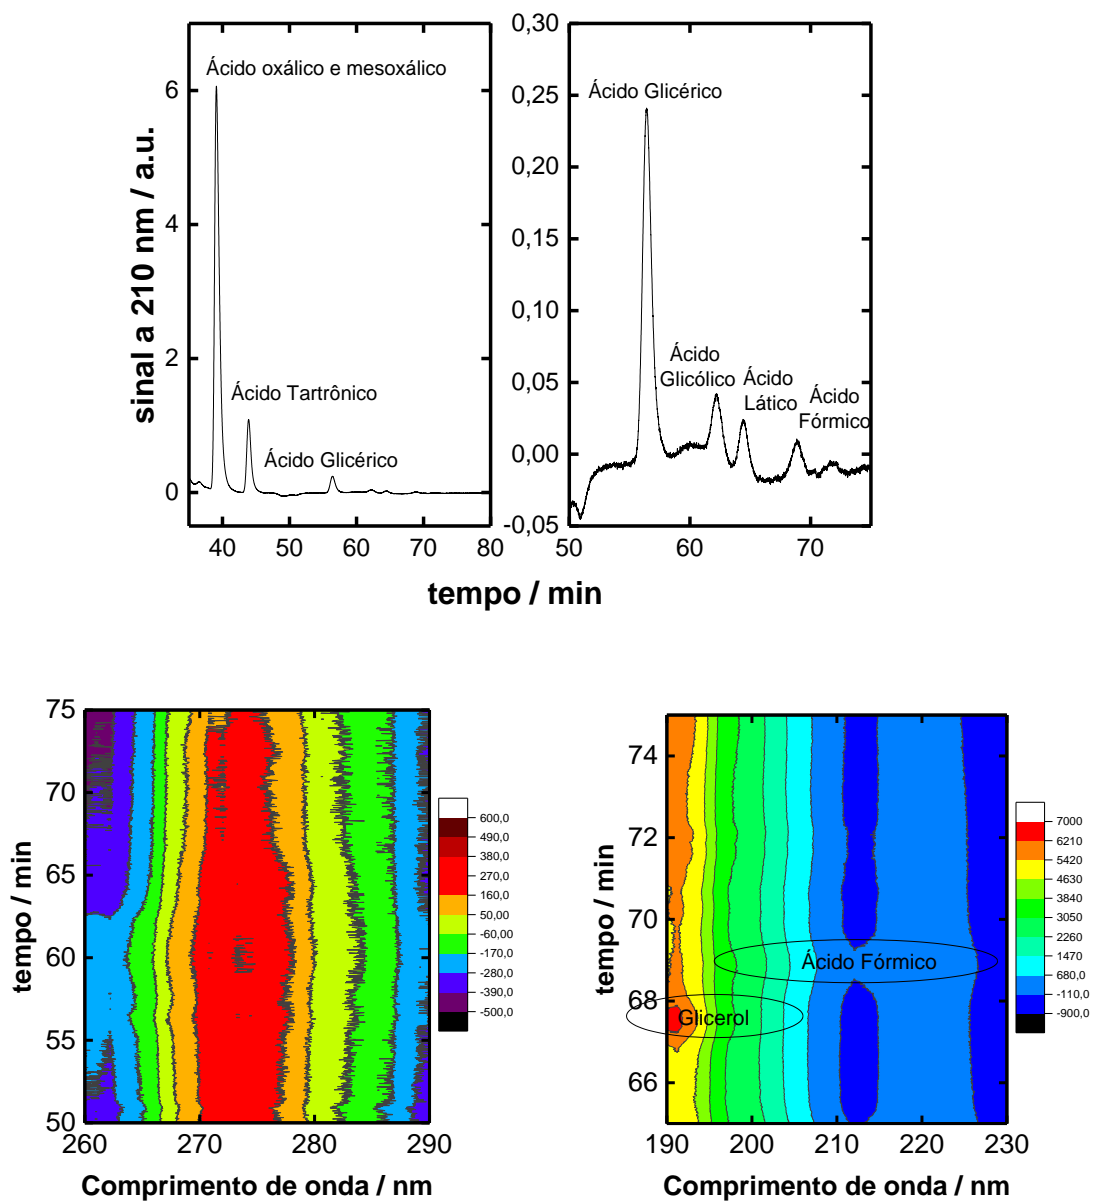 0,30
0,25
0,20
0,15
0,10
0,05
0,00
-0,05
6
4
2
0
sinal a 210 nm / a.u.
Ácido oxálico e mesoxálico
Ácido Tartrônico
Ácido Glicérico
40 50 60 70 80
Ácido Glicérico
Ácido
Glicólico
Ácido
Lático
Ácido
Fórmico
50 60 70
tempo / min
75
70
65
60
55
50
tempo / min
260 270 280 290
Comprimento de onda / nm
600,0
490,0
380,0
270,0
160,0
50,00
-60,00
-170,0
-280,0
-390,0
-500,0
74
72
70
68
66
tempo / min
Ácido Fórmico
Glicerol
190 200 210 220 230
Comprimento de onda / nm
7000
6210
5420
4630
3840
3050
2260
1470
680,0
-110,0
-900,0